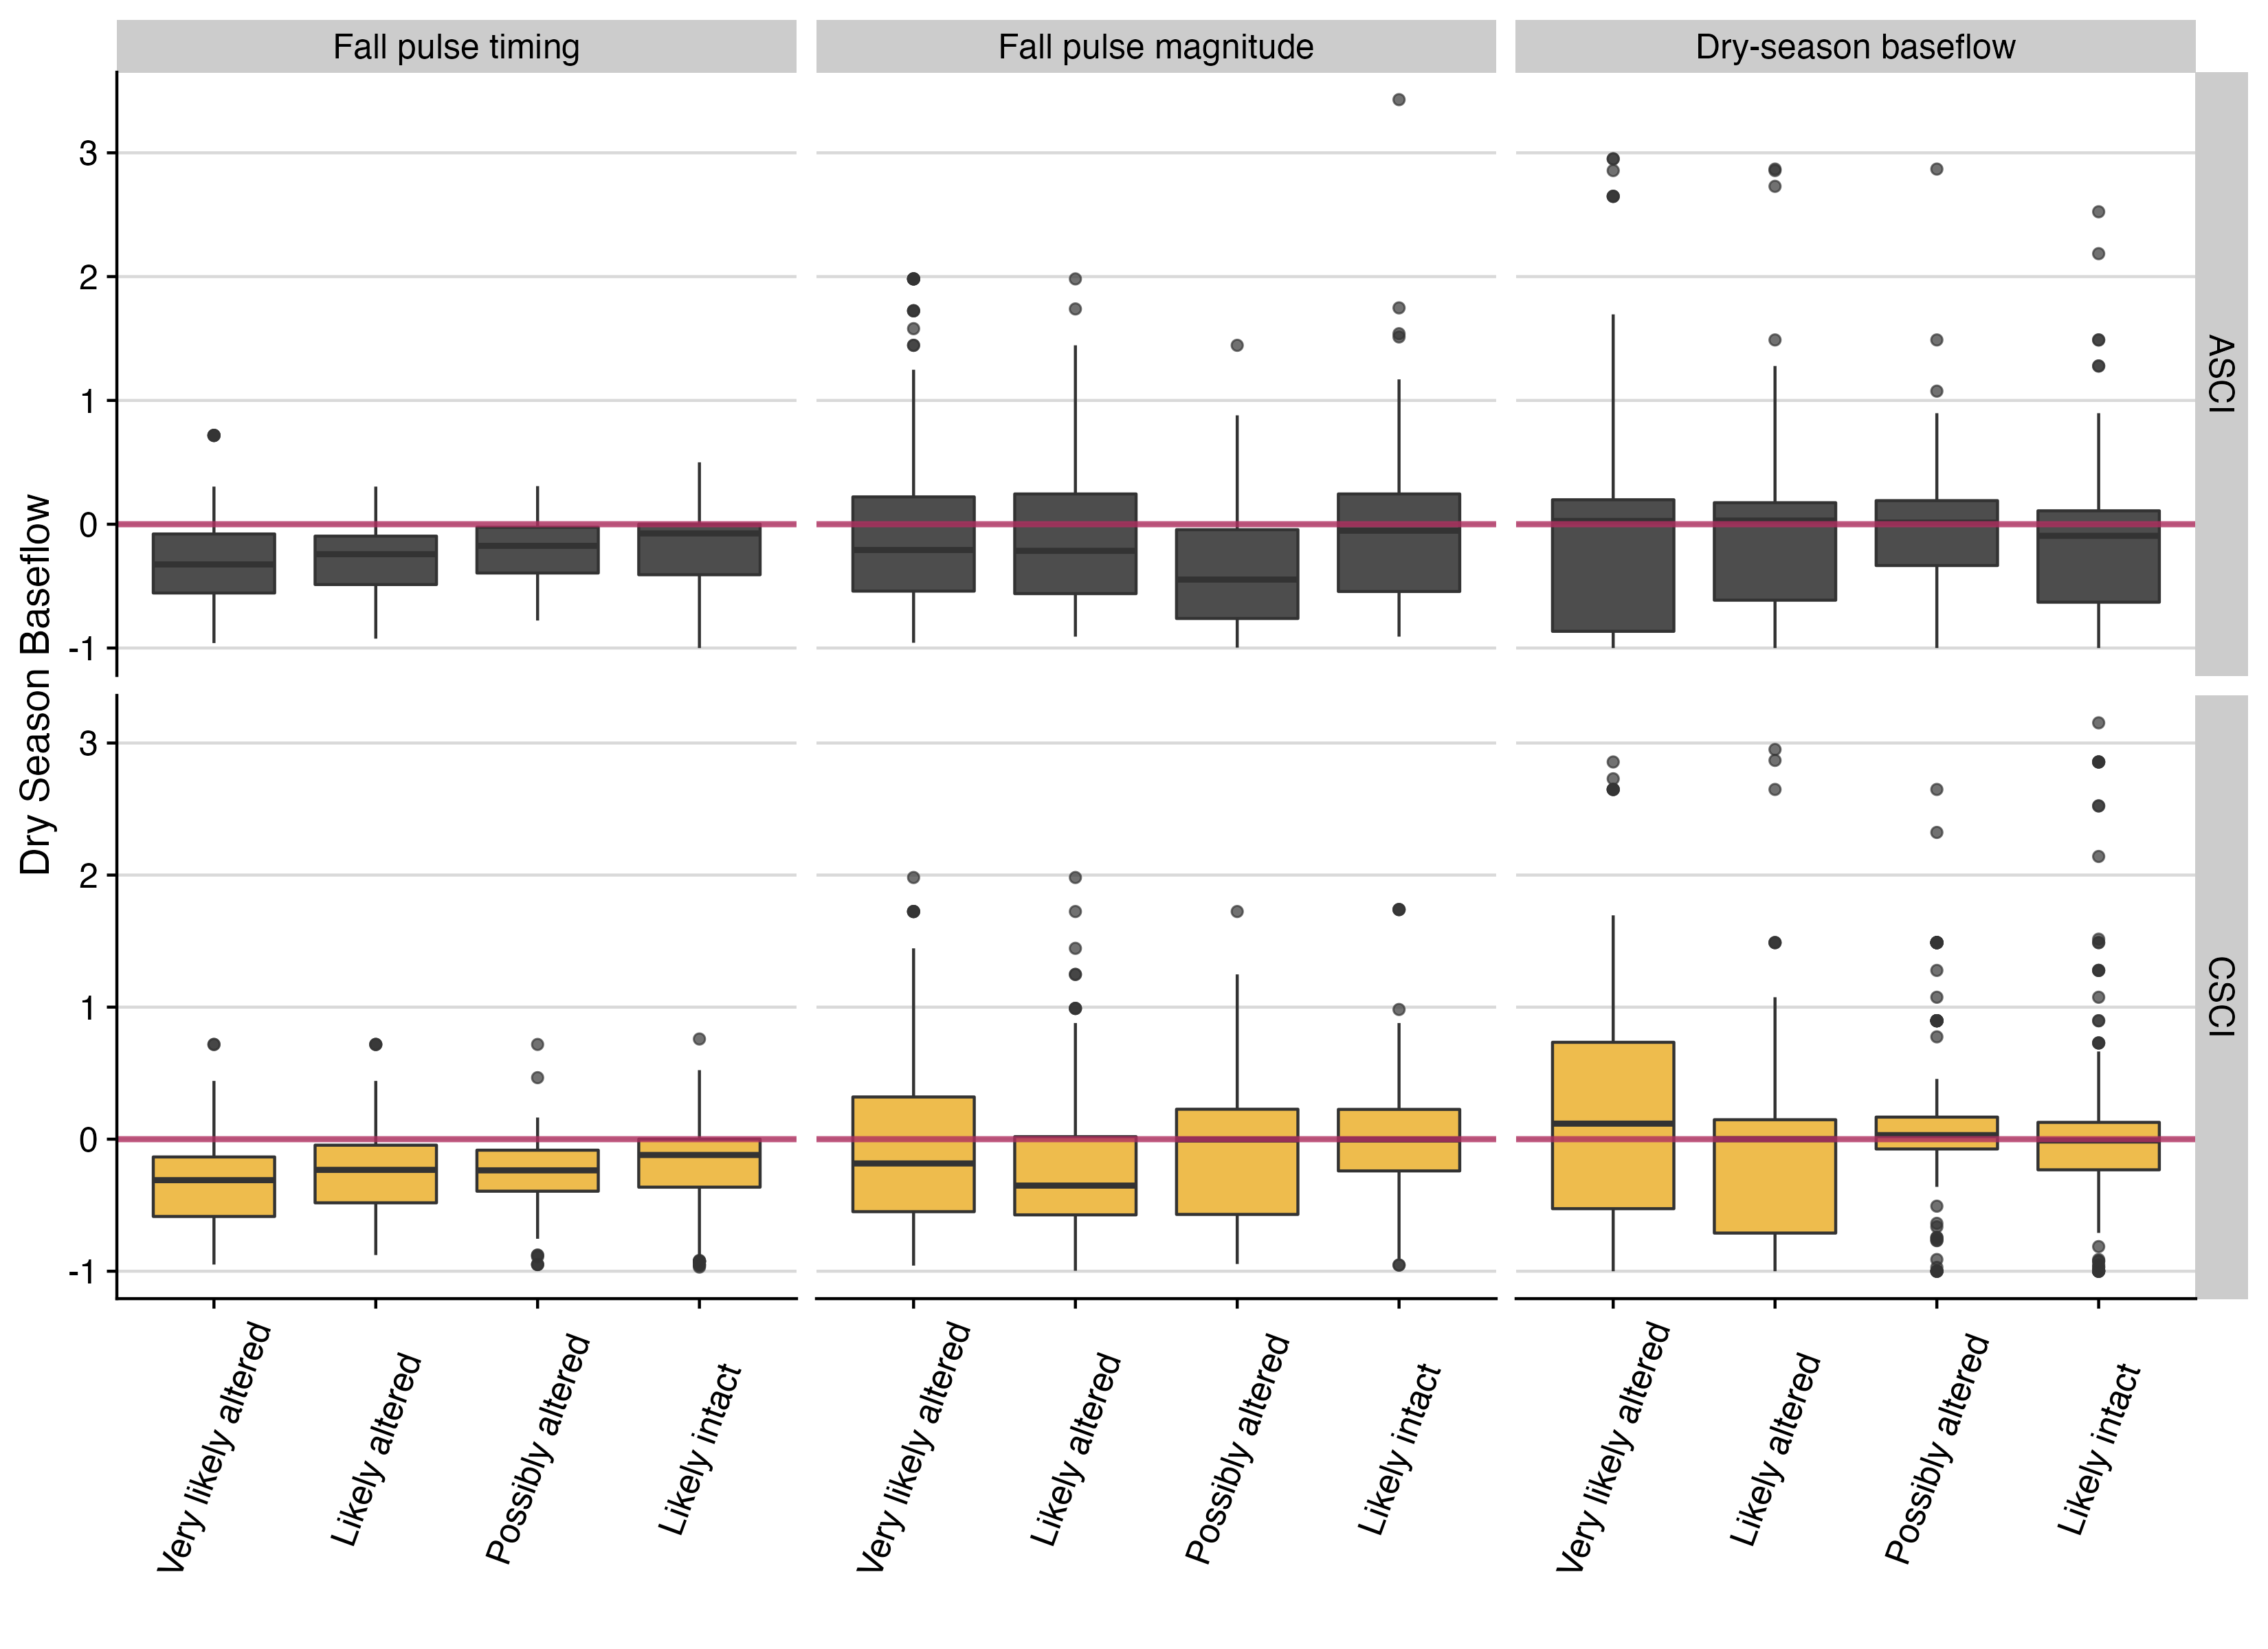 Fall pulse timing
Fall pulse magnitude
Dry-season baseflow
Dry Season Baseflow
3
2
1
0
-1
ASCI
3
2
1
0
-1
CSCI
Very likely altered
Likely altered
Possibly altered
Likely intact
Very likely altered
Likely altered
Possibly altered
Likely intact
Very likely altered
Likely altered
Possibly altered
Likely intact